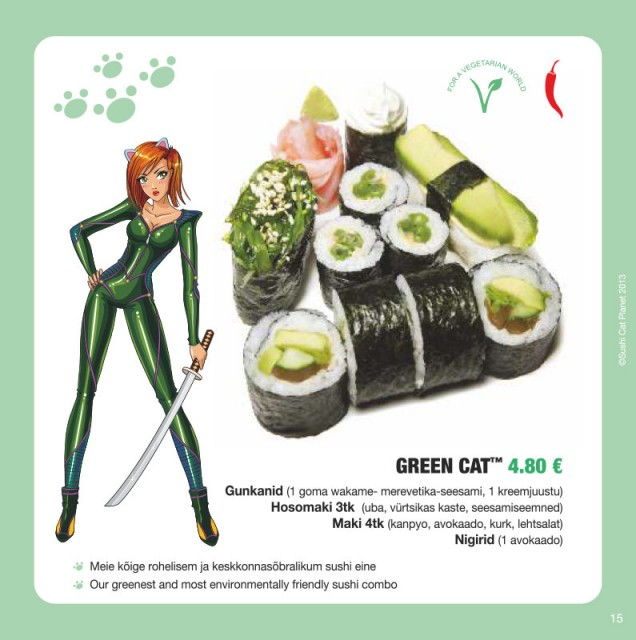 FOR A VEGETARIAN WORLD
©Sushi Cat Planet 2013
GREEN CAT™ 4.80 €
Gunkanid (1 goma wakame- merevetika-seesami, 1 kreemjuustu)
Hosomaki 3tk (uba, vürtsikas kaste, seesamiseemned)
Maki 4tk (kanpyo, avokaado, kurk, lehtsalat)
Nigirid (1 avokaado)
Meie kõige rohelisem ja keskkonnasõbralikum sushi eine
Our greenest and most environmentally friendly sushi combo
15